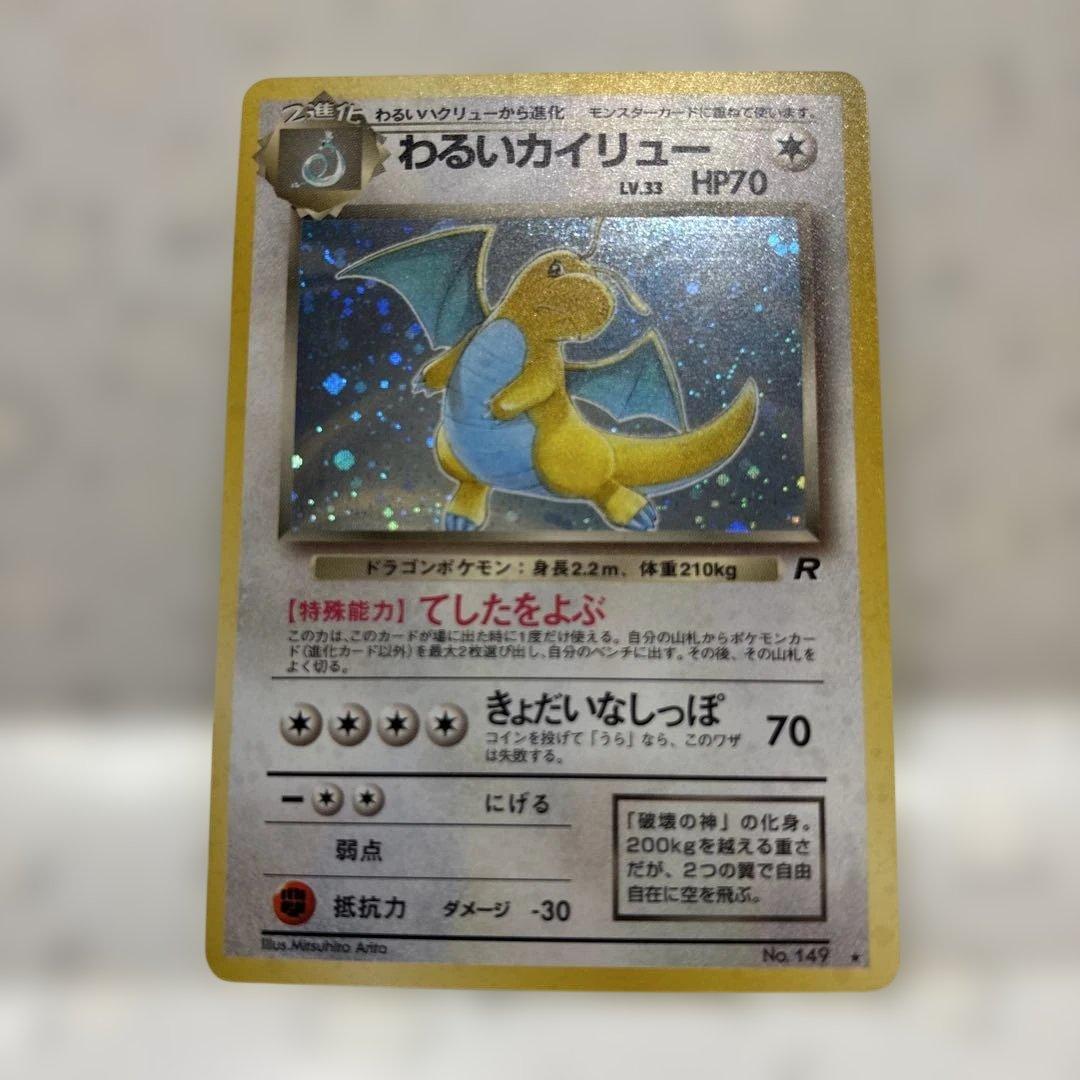 2進化 わるいハクリューから進化 モンスターカードに重ねて使います。
わるいカイリュー
LV.33 HP70
ドラゴンポケモン：身長2.2m、体重210kg R
【特殊能力】てしたをよぶ
この力は、このカードが場に出た時に1度だけ使える。自分の山札からポケモンカー
ド(進化カード以外)を最大2枚選び出し、自分のベンチに出す。その後、その山札を
よく切る。
きょだいなしっぽ 70
コインを投げて「うら」なら、このワザ
は失敗する。
ー にげる
弱点
闘 抵抗力 ダメージ -30
「破壊の神」の化身。
200kgを越える重さ
だが、2つの翼で自由
自在に空を飛ぶ。
Illus.Mitsuhiro Arita
No.149 ★